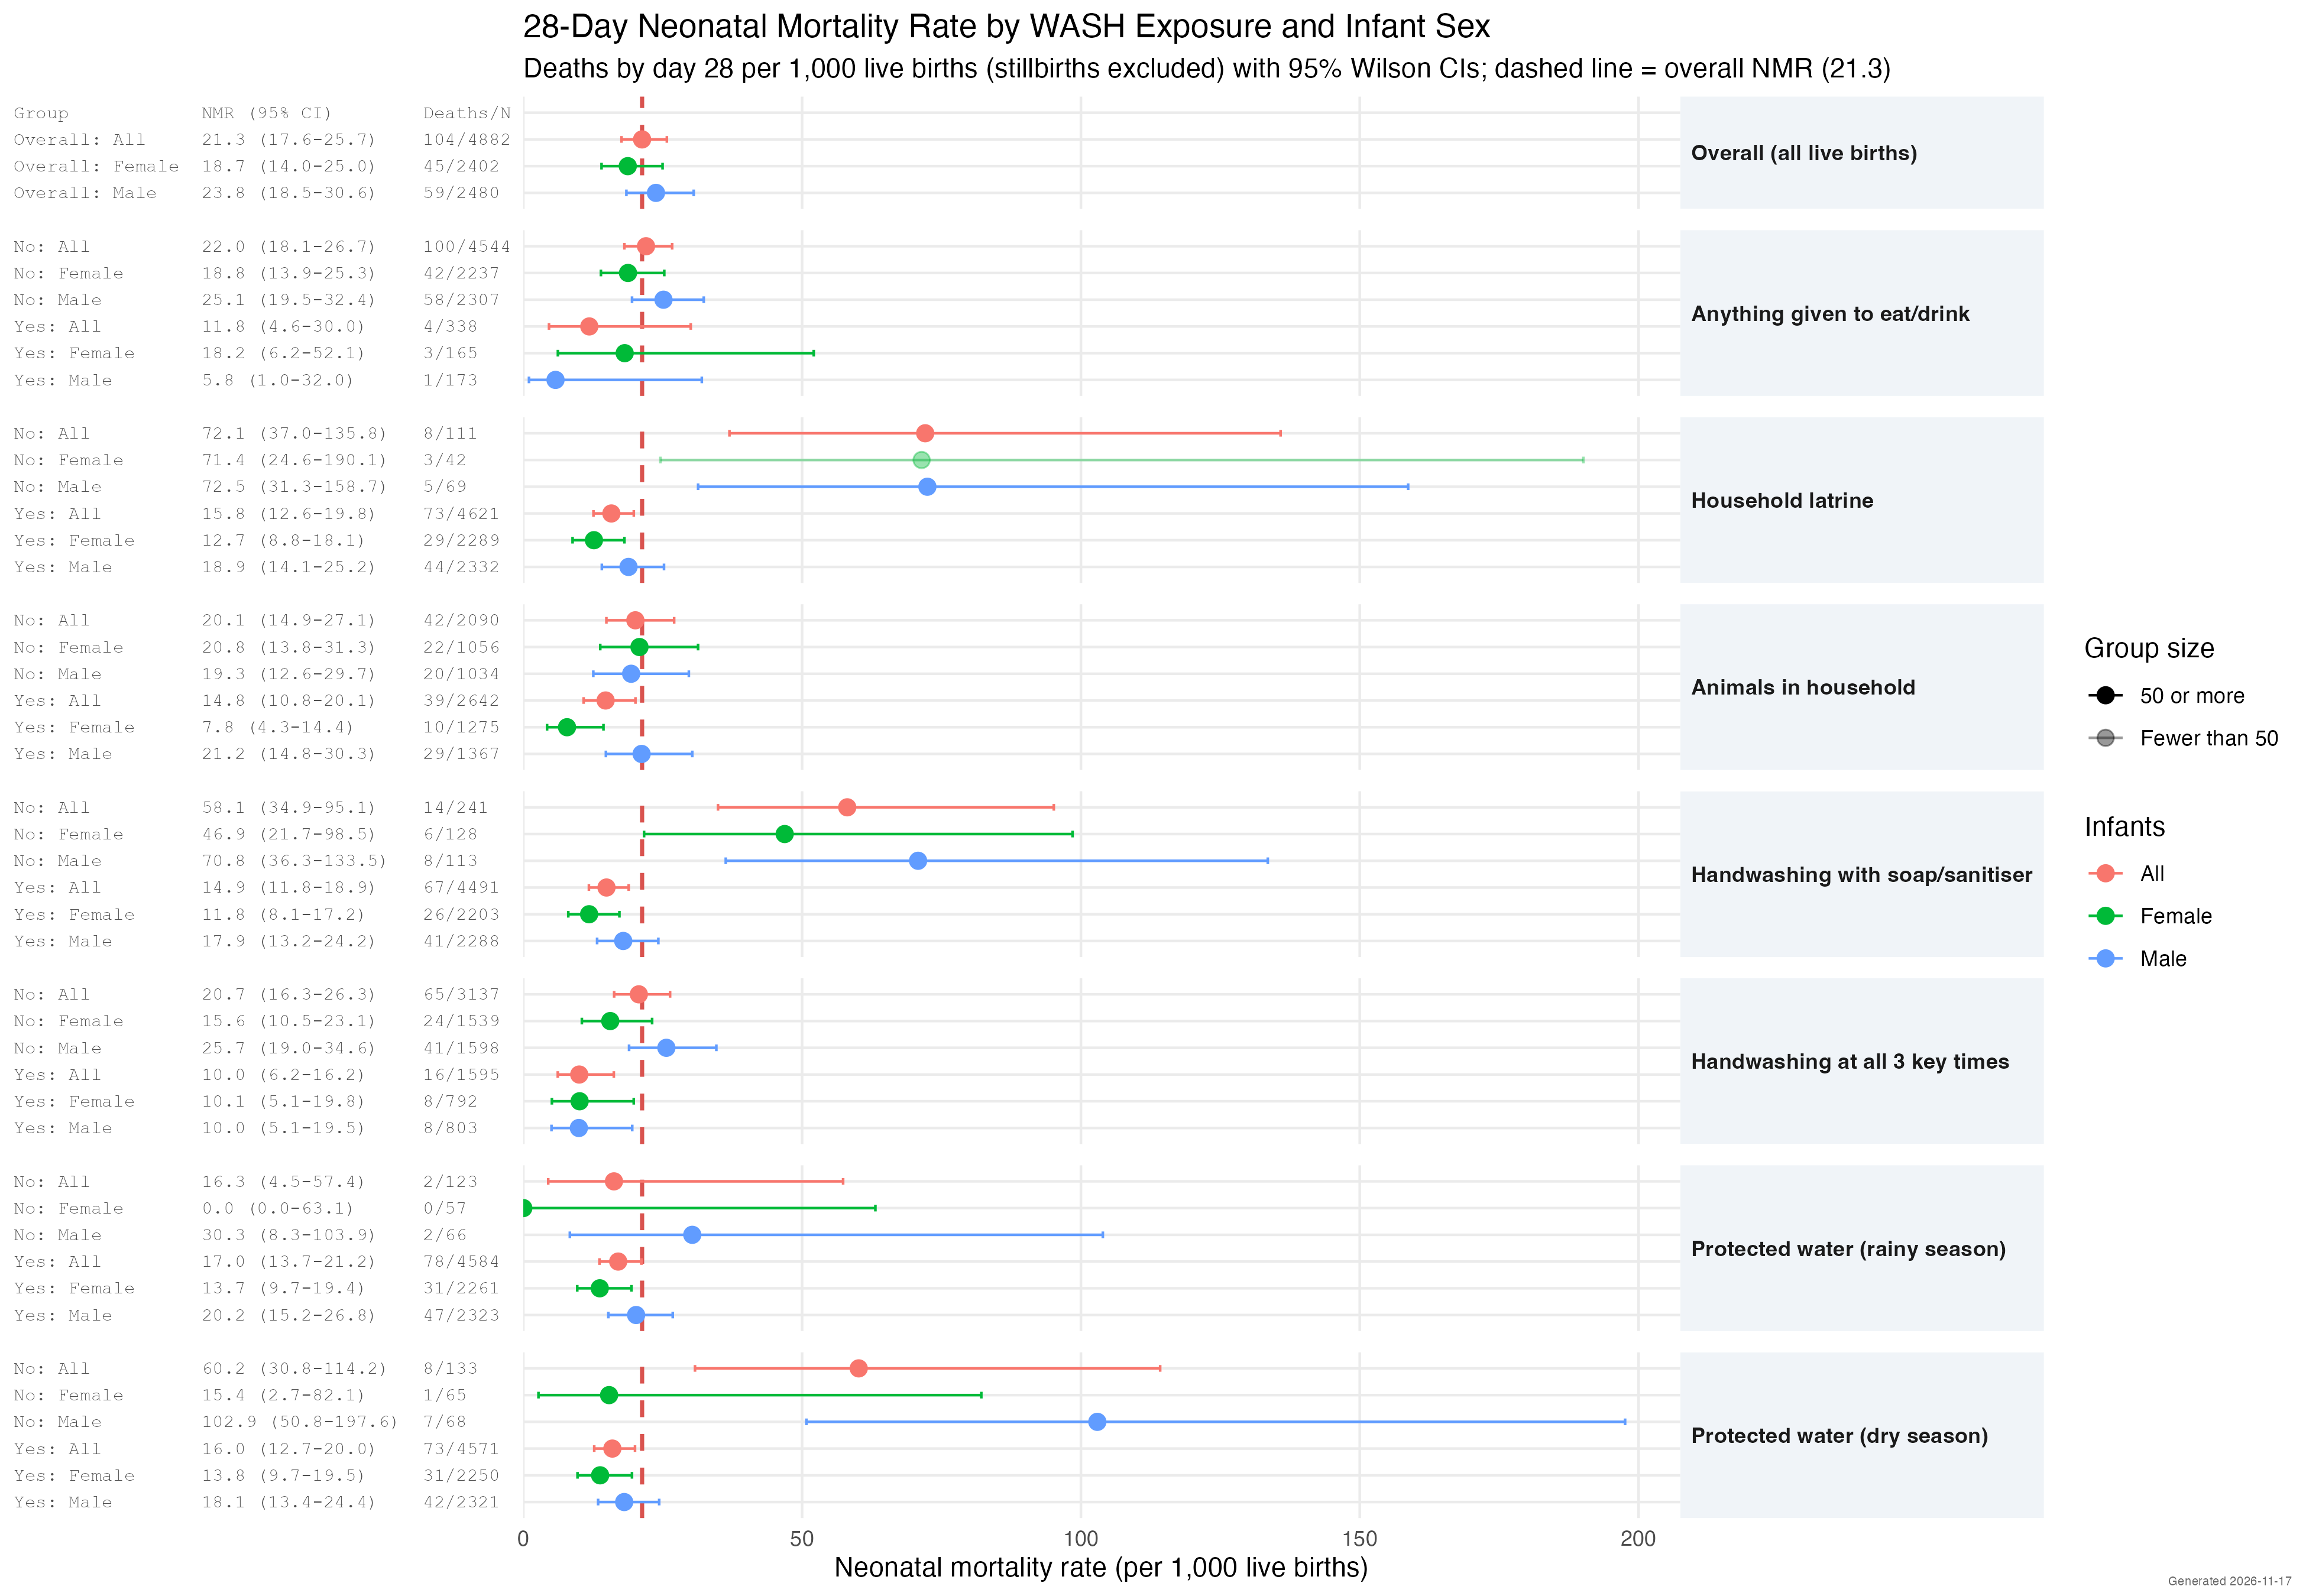 28-Day Neonatal Mortality Rate by WASH Exposure and Infant Sex
Deaths by day 28 per 1,000 live births (stillbirths excluded) with 95% Wilson CIs; dashed line = overall NMR (21.3)
Group NMR (95% CI) Deaths/N
Overall: All 21.3 (17.6-25.7) 104/4882
Overall: Female 18.7 (14.0-25.0) 45/2402
Overall: Male 23.8 (18.5-30.6) 59/2480
Overall (all live births)
No: All 22.0 (18.1-26.7) 100/4544
No: Female 18.8 (13.9-25.3) 42/2237
No: Male 25.1 (19.5-32.4) 58/2307
Yes: All 11.8 (4.6-30.0) 4/338
Yes: Female 18.2 (6.2-52.1) 3/165
Yes: Male 5.8 (1.0-32.0) 1/173
Anything given to eat/drink
No: All 72.1 (37.0-135.8) 8/111
No: Female 71.4 (24.6-190.1) 3/42
No: Male 72.5 (31.3-158.7) 5/69
Yes: All 15.8 (12.6-19.8) 73/4621
Yes: Female 12.7 (8.8-18.1) 29/2289
Yes: Male 18.9 (14.1-25.2) 44/2332
Household latrine
No: All 20.1 (14.9-27.1) 42/2090
No: Female 20.8 (13.8-31.3) 22/1056
No: Male 19.3 (12.6-29.7) 20/1034
Yes: All 14.8 (10.8-20.1) 39/2642
Yes: Female 7.8 (4.3-14.4) 10/1275
Yes: Male 21.2 (14.8-30.3) 29/1367
Animals in household
No: All 58.1 (34.9-95.1) 14/241
No: Female 46.9 (21.7-98.5) 6/128
No: Male 70.8 (36.3-133.5) 8/113
Yes: All 14.9 (11.8-18.9) 67/4491
Yes: Female 11.8 (8.1-17.2) 26/2203
Yes: Male 17.9 (13.2-24.2) 41/2288
Handwashing with soap/sanitiser
No: All 20.7 (16.3-26.3) 65/3137
No: Female 15.6 (10.5-23.1) 24/1539
No: Male 25.7 (19.0-34.6) 41/1598
Yes: All 10.0 (6.2-16.2) 16/1595
Yes: Female 10.1 (5.1-19.8) 8/792
Yes: Male 10.0 (5.1-19.5) 8/803
Handwashing at all 3 key times
No: All 16.3 (4.5-57.4) 2/123
No: Female 0.0 (0.0-63.1) 0/57
No: Male 30.3 (8.3-103.9) 2/66
Yes: All 17.0 (13.7-21.2) 78/4584
Yes: Female 13.7 (9.7-19.4) 31/2261
Yes: Male 20.2 (15.2-26.8) 47/2323
Protected water (rainy season)
No: All 60.2 (30.8-114.2) 8/133
No: Female 15.4 (2.7-82.1) 1/65
No: Male 102.9 (50.8-197.6) 7/68
Yes: All 16.0 (12.7-20.0) 73/4571
Yes: Female 13.8 (9.7-19.5) 31/2250
Yes: Male 18.1 (13.4-24.4) 42/2321
Protected water (dry season)
0 50 100 150 200
Neonatal mortality rate (per 1,000 live births)
Group size
50 or more
Fewer than 50
Infants
All
Female
Male
Generated 2026-11-17